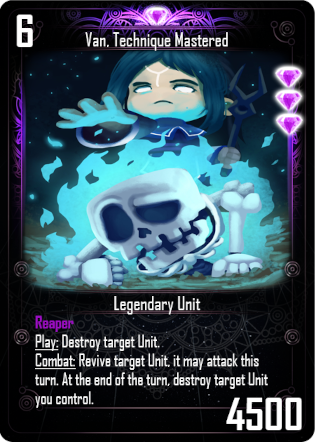 6
Van, Technique Mastered
Legendary Unit
Reaper
Play: Destroy target Unit.
Combat: Revive target Unit, it may attack this
turn. At the end of the turn, destroy target Unit
you control.
4500